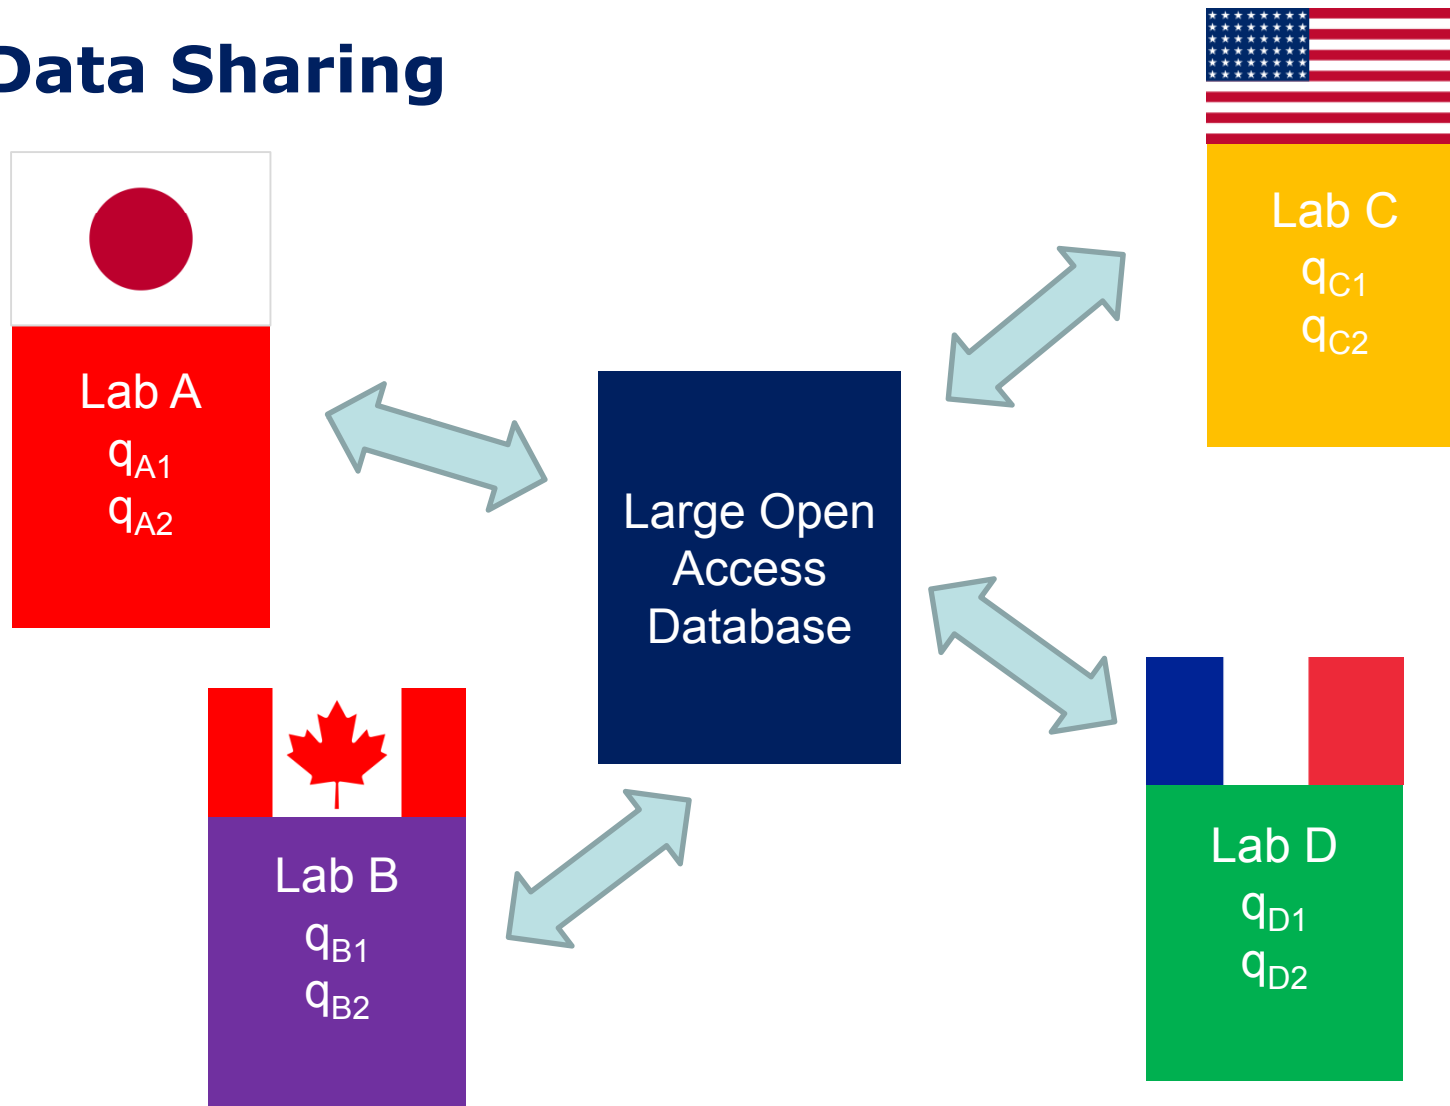 Data Sharing
Lab A
qA1
qA2
Lab B
qB1
qB2
Large Open
Access
Database
Lab C
qC1
qC2
Lab D
qD1
qD2